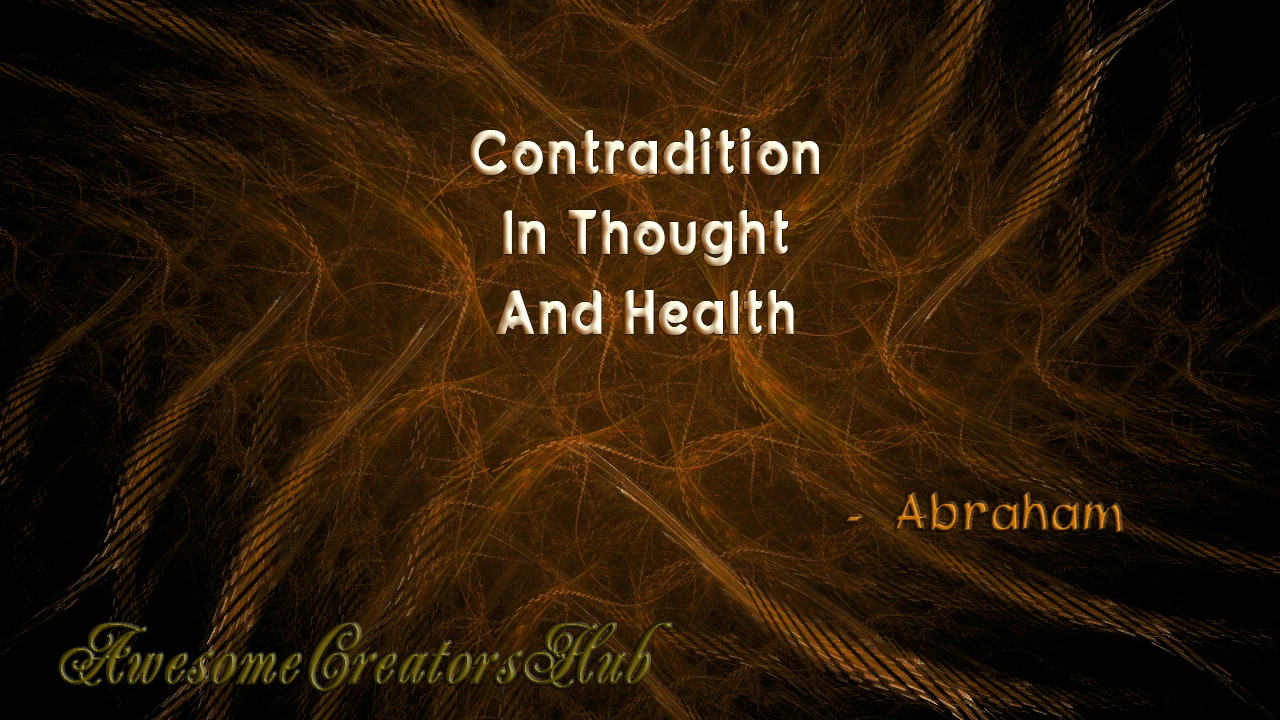 Contradition
In Thought
And Health
- Abraham
AwesomeCreatorsHub